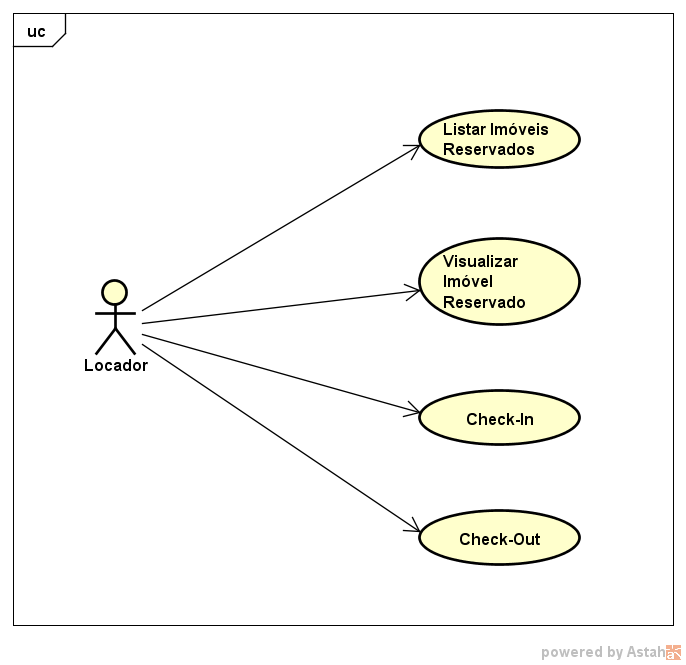 uc
Listar Imóveis
Reservados
Visualizar
Imóvel
Reservado
Locador
Check-In
Check-Out
powered by Astah